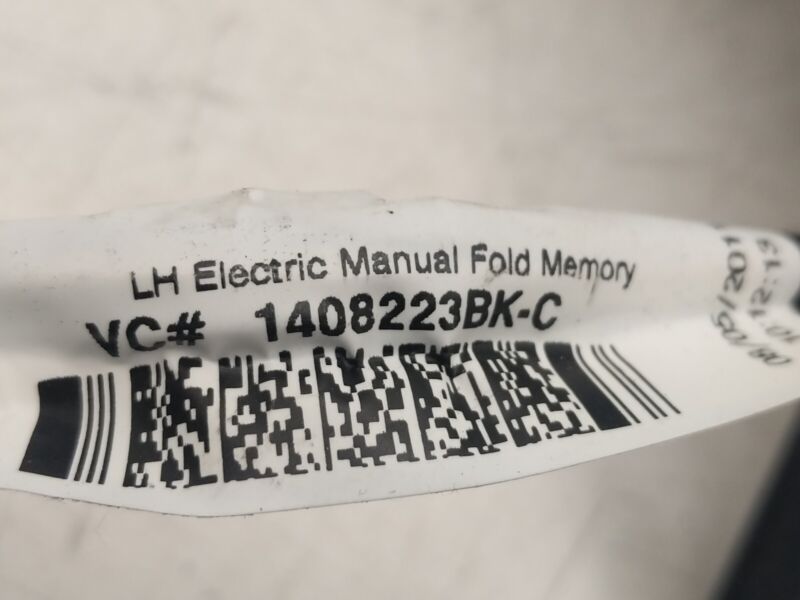 LH Electric Manual Fold Memory
VC# 1408223BK-C